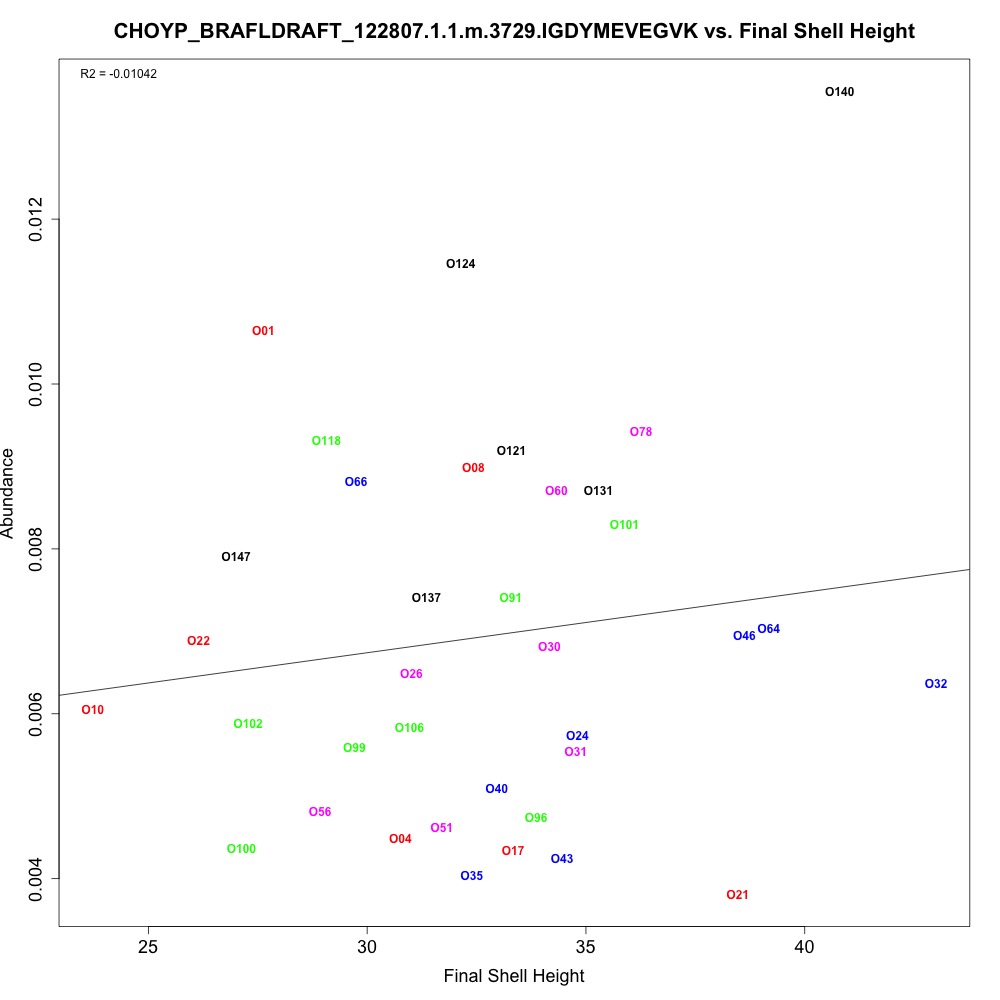 CHOYP_BRAFLDRAFT_122807.1.1.m.3729.IGDYMEVEGVK vs. Final Shell Height
R2 = -0.01042
O140
0.012
O124
O01
0.010
O78
O118
O121
O08
O66
O60 O131
O101
Abundance
0.008
O147
O137 O91
O64
O46
O22
O30
O26
O32
0.006
O10
O102
O106
O24
O99
O31
O40
O56
O96
O51
O04
O100
O17
O43
0.004
O35
O21
25 30 35 40
Final Shell Height